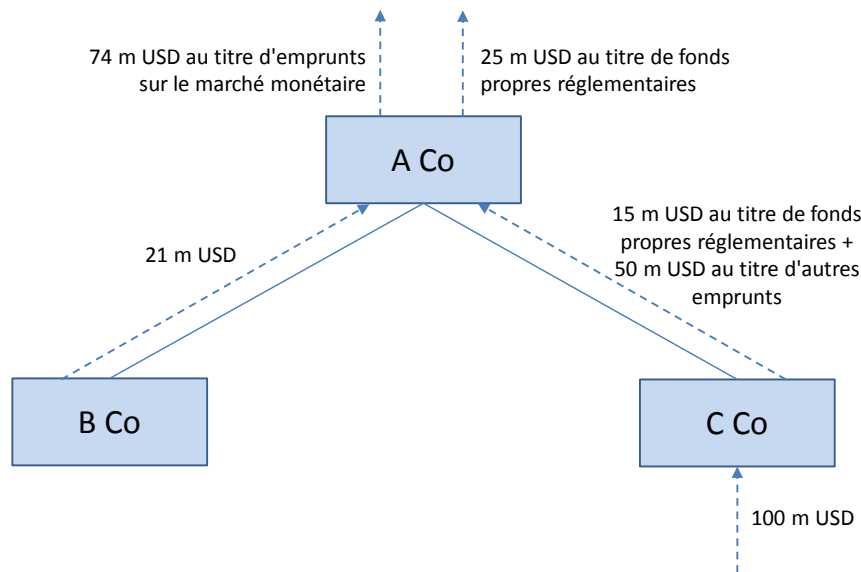 74 m USD au titre d'emprunts
sur le marché monétaire
25 m USD au titre de fonds
propres réglementaires
A Co
21 m USD
15 m USD au titre de fonds
propres réglementaires +
50 m USD au titre d'autres
emprunts
B Co
C Co
100 m USD